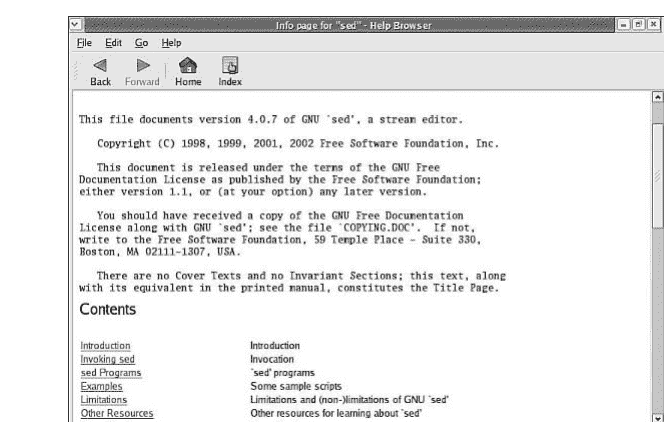 Info page for "sed" - Help Browser
File Edit Go Help
Back Forward Home Index
This file documents version 4.0.7 of GNU `sed', a stream editor.
Copyright (C) 1998, 1999, 2001, 2002 Free Software Foundation, Inc.
This document is released under the terms of the GNU Free
Documentation License as published by the Free Software Foundation;
either version 1.1, or (at your option) any later version.
You should have received a copy of the GNU Free Documentation
License along with GNU `sed'; see the file `COPYING.DOC'.  If not,
write to the Free Software Foundation, 59 Temple Place - Suite 330,
Boston, MA 02111-1307, USA.
There are no Cover Texts and no Invariant Sections; this text, along
with its equivalent in the printed manual, constitutes the Title Page.
Contents
Introduction Introduction
Invoking sed Invocation
sed Programs `sed' programs
Examples Some sample scripts
Limitations Limitations and (non-)limitations of GNU `sed'
Other Resources Other resources for learning about `sed'